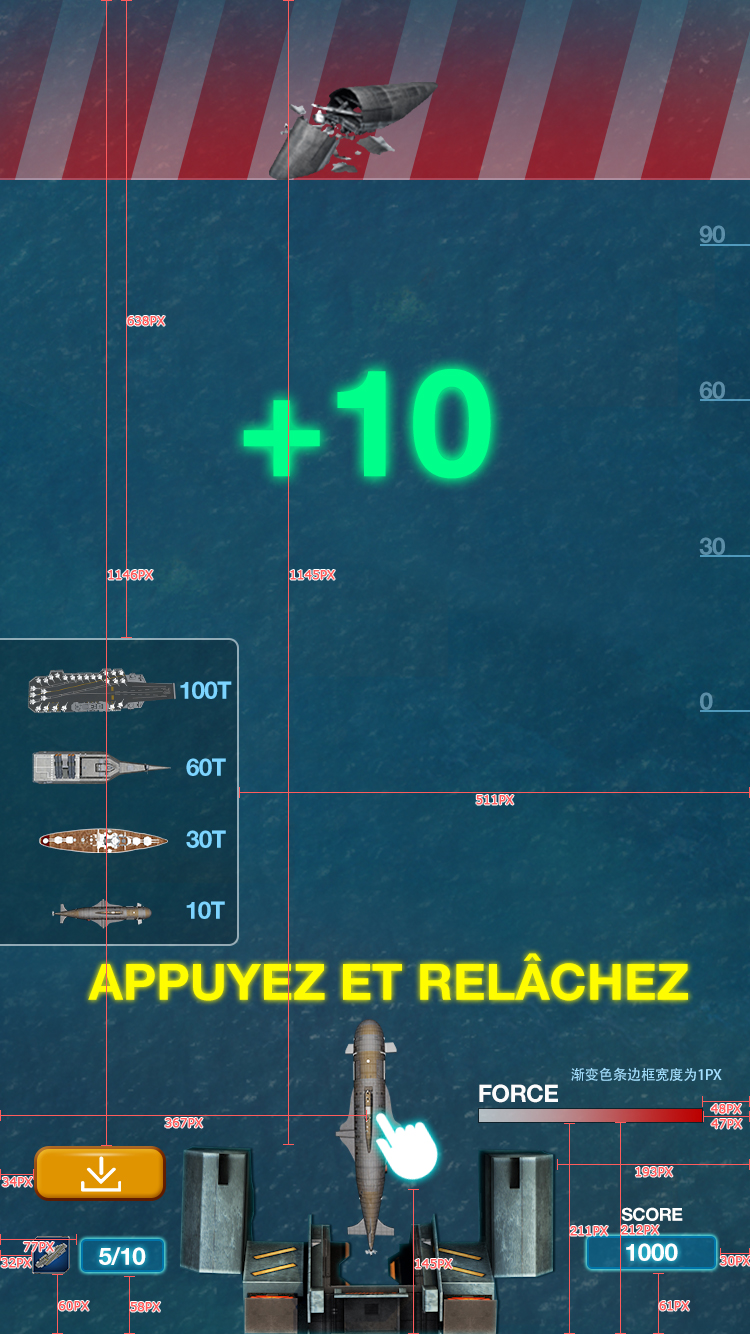 90
638PX
60
+10
30
1146PX
1145PX
100T
0
60T
511PX
30T
10T
APPUYEZ ET RELÂCHEZ
渐变色条边框宽度为1PX
FORCE
48PX
47PX
367PX
193PX
34PX
SCORE
211PX
212PX
77PX
5/10
1000
32PX
145PX
30PX
60PX
58PX
61PX